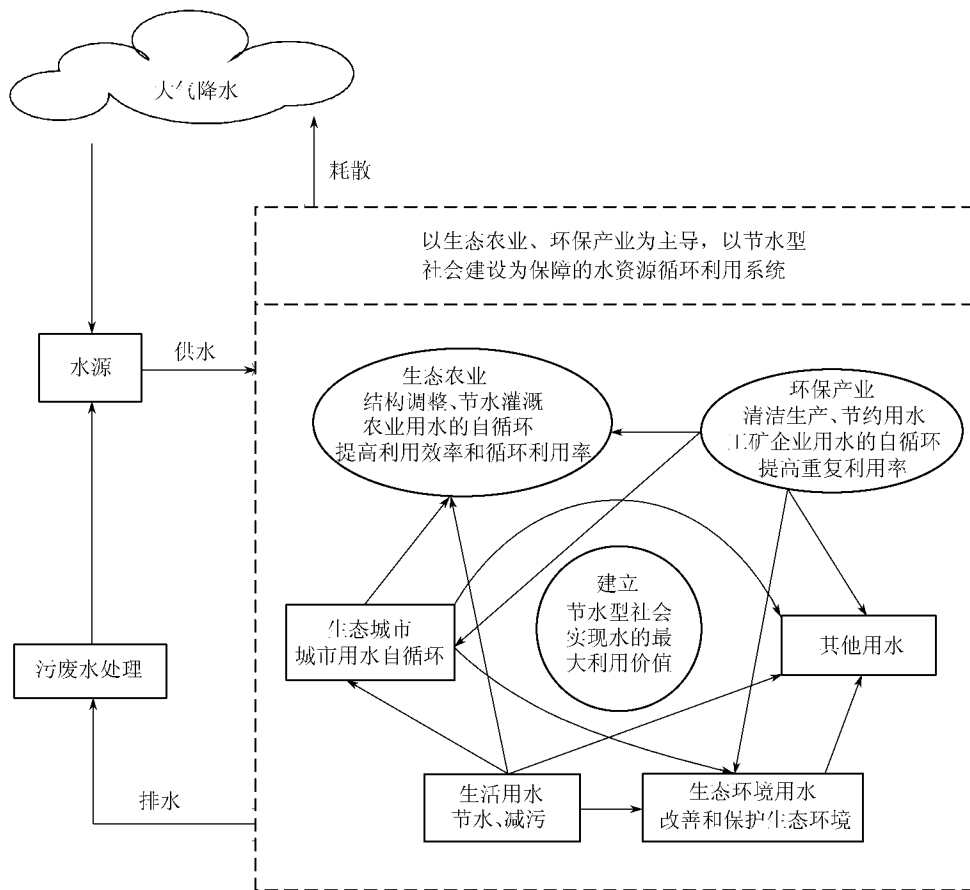 大气降水
耗散
以生态农业、环保产业为主导，以节水型
社会建设为保障的水资源循环利用系统
水源
供水
生态农业
结构调整、节水灌溉
农业用水的自循环
提高利用效率和循环利用率
环保产业
清洁生产、节约用水
工矿企业用水的自循环
提高重复利用率
建立
节水型社会
实现水的最
大利用价值
生态城市
城市用水自循环
其他用水
污废水处理
排水
生活用水
节水、减污
生态环境用水
改善和保护生态环境